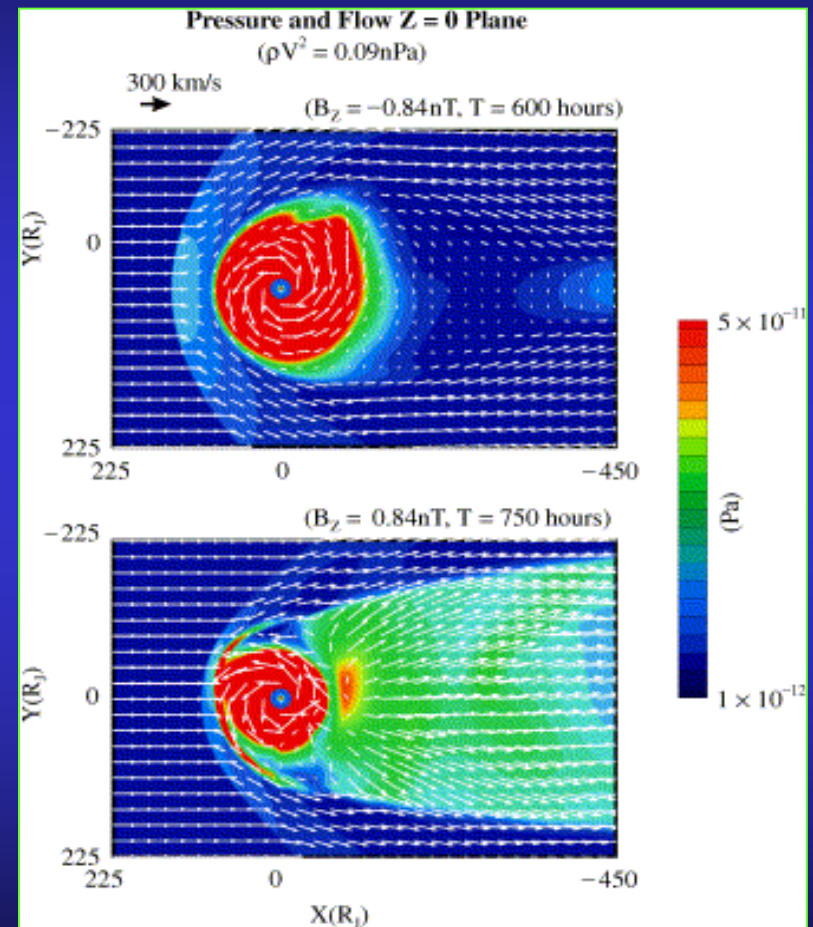 Pressure and Flow Z = 0 Plane
(ρV² = 0.09nPa)
300 km/s
(B_Z = −0.84nT, T = 600 hours)
−225
Y(R_J)
0
225
225 0 −450
5 × 10⁻¹¹
(Pa)
1 × 10⁻¹²
(B_Z = 0.84nT, T = 750 hours)
−225
Y(R_J)
0
225
225 0 −450
X(R_J)